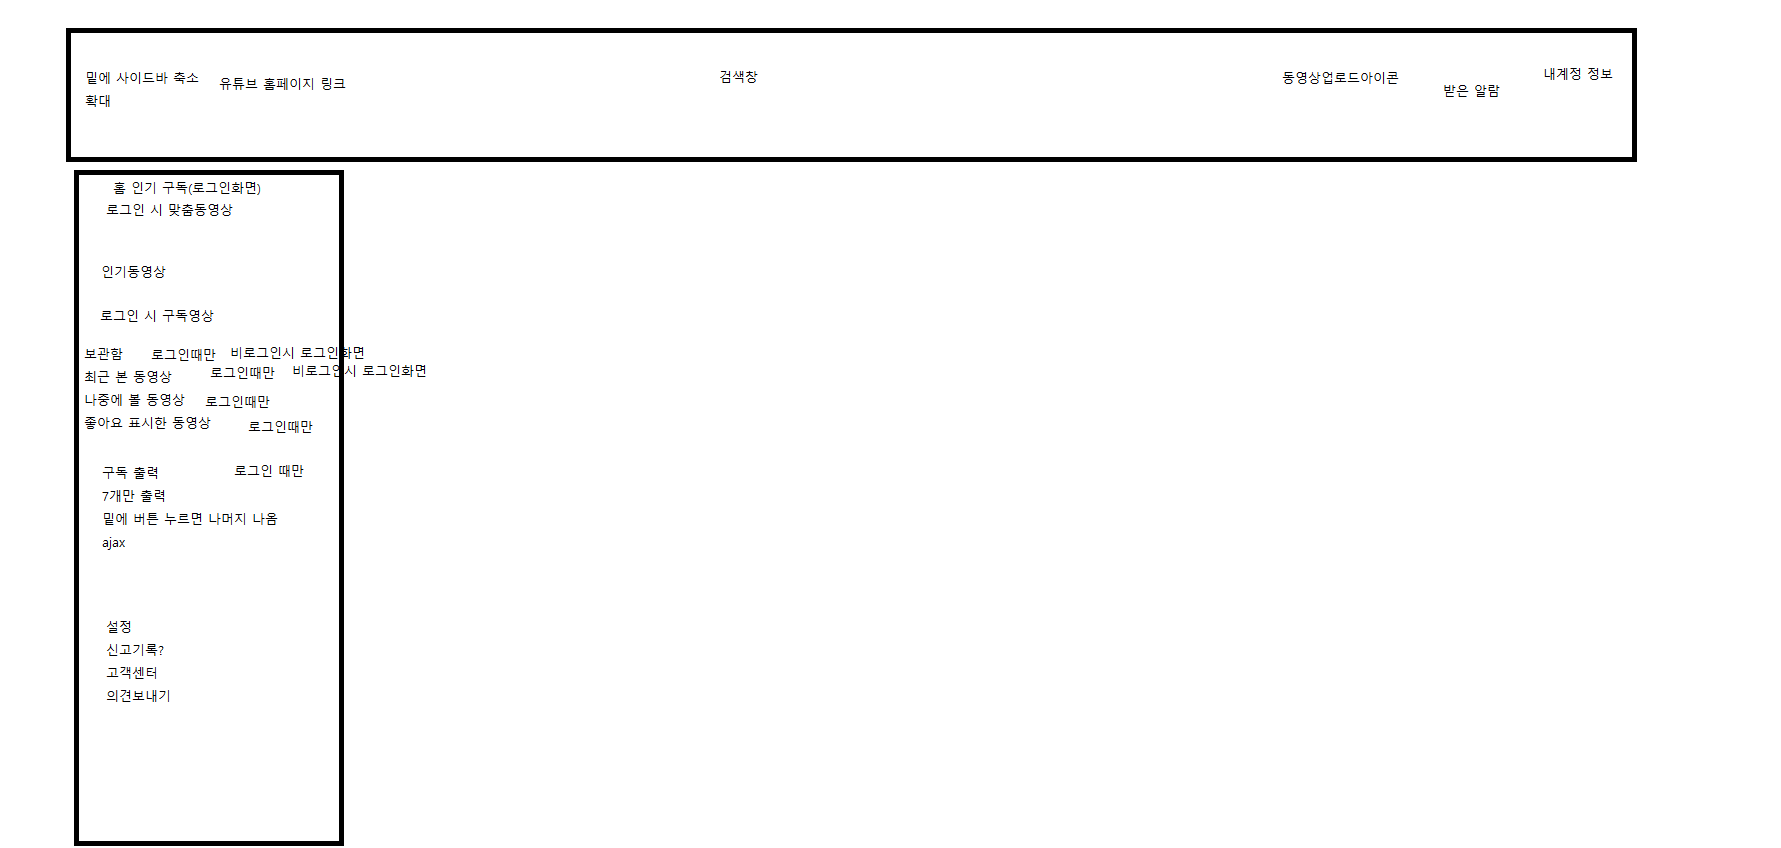 밑에 사이드바 축소
확대
유튜브 홈페이지 링크
검색창
동영상업로드아이콘
받은 알람
내계정 정보
홈 인기 구독(로그인화면)
로그인 시 맞춤동영상
인기동영상
로그인 시 구독영상
보관함 로그인때만 비로그인시 로그인화면
최근 본 동영상 로그인때만 비로그인시 로그인화면
나중에 볼 동영상 로그인때만
좋아요 표시한 동영상 로그인때만
구독 출력 로그인 때만
7개만 출력
밑에 버튼 누르면 나머지 나옴
ajax
설정
신고기록?
고객센터
의견보내기